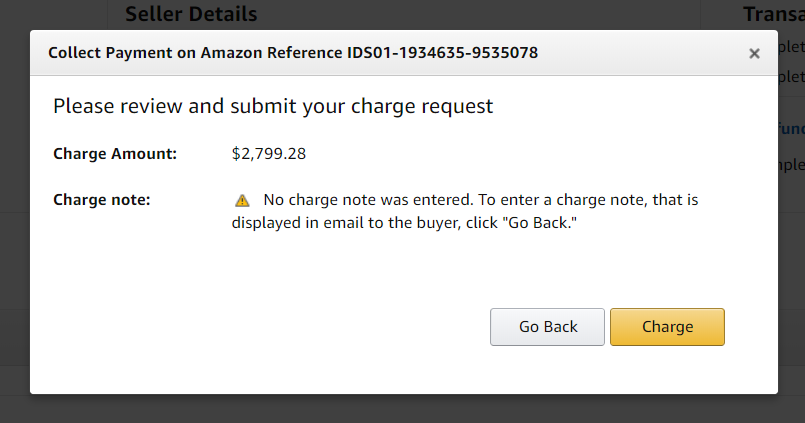 Seller Details
Transa
Collect Payment on Amazon Reference IDS01-1934635-9535078
×
plet
plet
Please review and submit your charge request
func
Charge Amount: $2,799.28
nple
Charge note: No charge note was entered. To enter a charge note, that is
displayed in email to the buyer, click "Go Back."
Go Back Charge